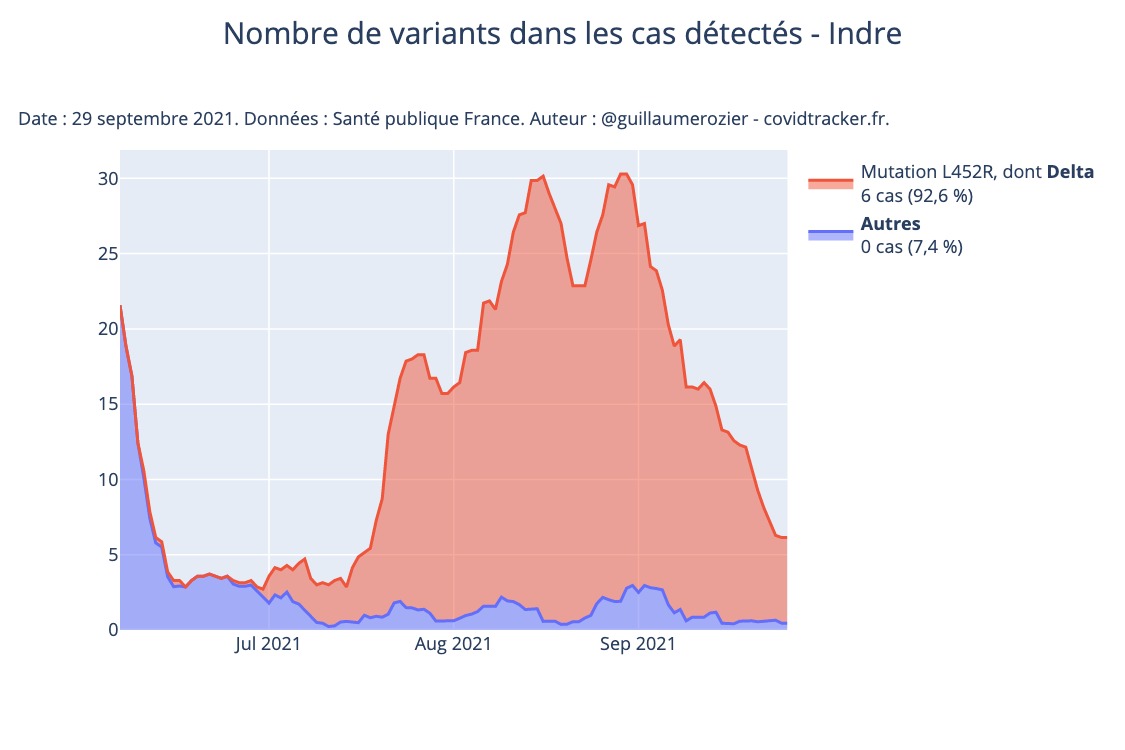 Nombre de variants dans les cas détectés - Indre
Date : 29 septembre 2021. Données : Santé publique France. Auteur : @guillaumerozier - covidtracker.fr.
30
25
20
15
10
5
0
Jul 2021
Aug 2021
Sep 2021
Mutation L452R, dont Delta
6 cas (92,6 %)
Autres
0 cas (7,4 %)